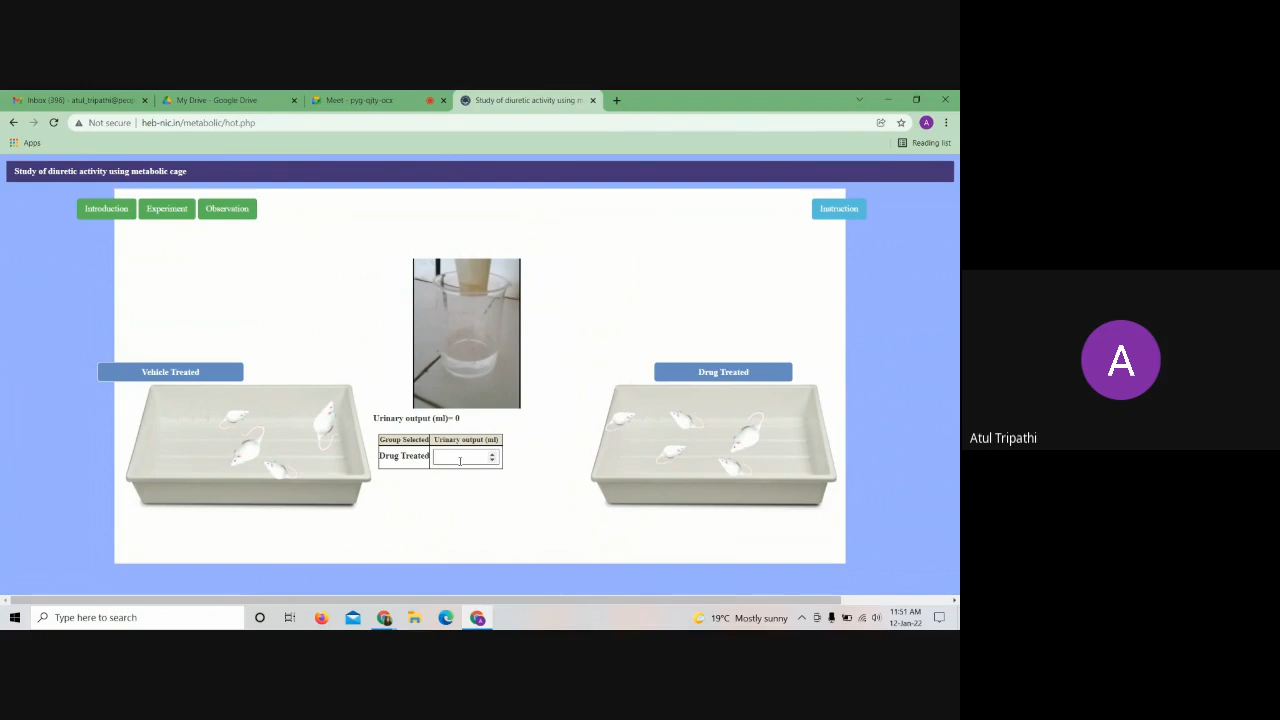 Inbox (396) - atul_tripathi@peop
My Drive - Google Drive
Meet - pyg-qjty-ocx
Study of diuretic activity using m
Not secure | heb-nic.in/metabolic/hot.php
A
Apps
Reading list
Study of diuretic activity using metabolic cage
Introduction
Experiment
Observation
Instruction
Vehicle Treated
Drug Treated
Urinary output (ml)= 0
Group Selected Urinary output (ml)
Drug Treated
A
Atul Tripathi
Type here to search
19°C Mostly sunny
11:51 AM
12-Jan-22